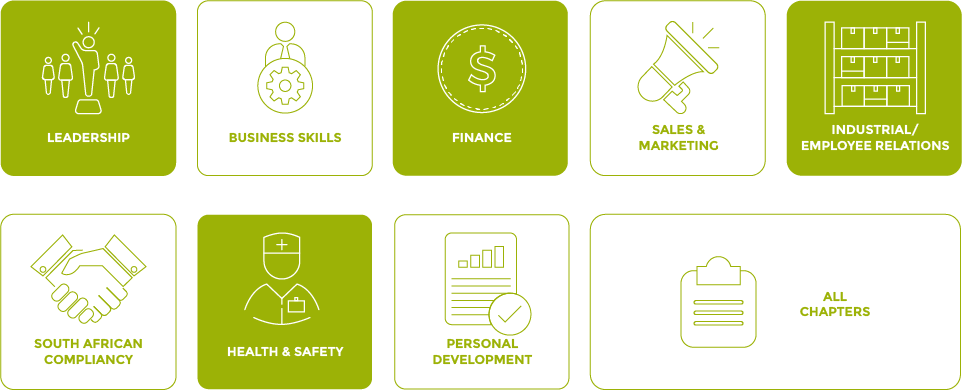 LEADERSHIP
BUSINESS SKILLS
FINANCE
SALES &
MARKETING
INDUSTRIAL/
EMPLOYEE RELATIONS
SOUTH AFRICAN
COMPLIANCY
HEALTH & SAFETY
PERSONAL
DEVELOPMENT
ALL
CHAPTERS